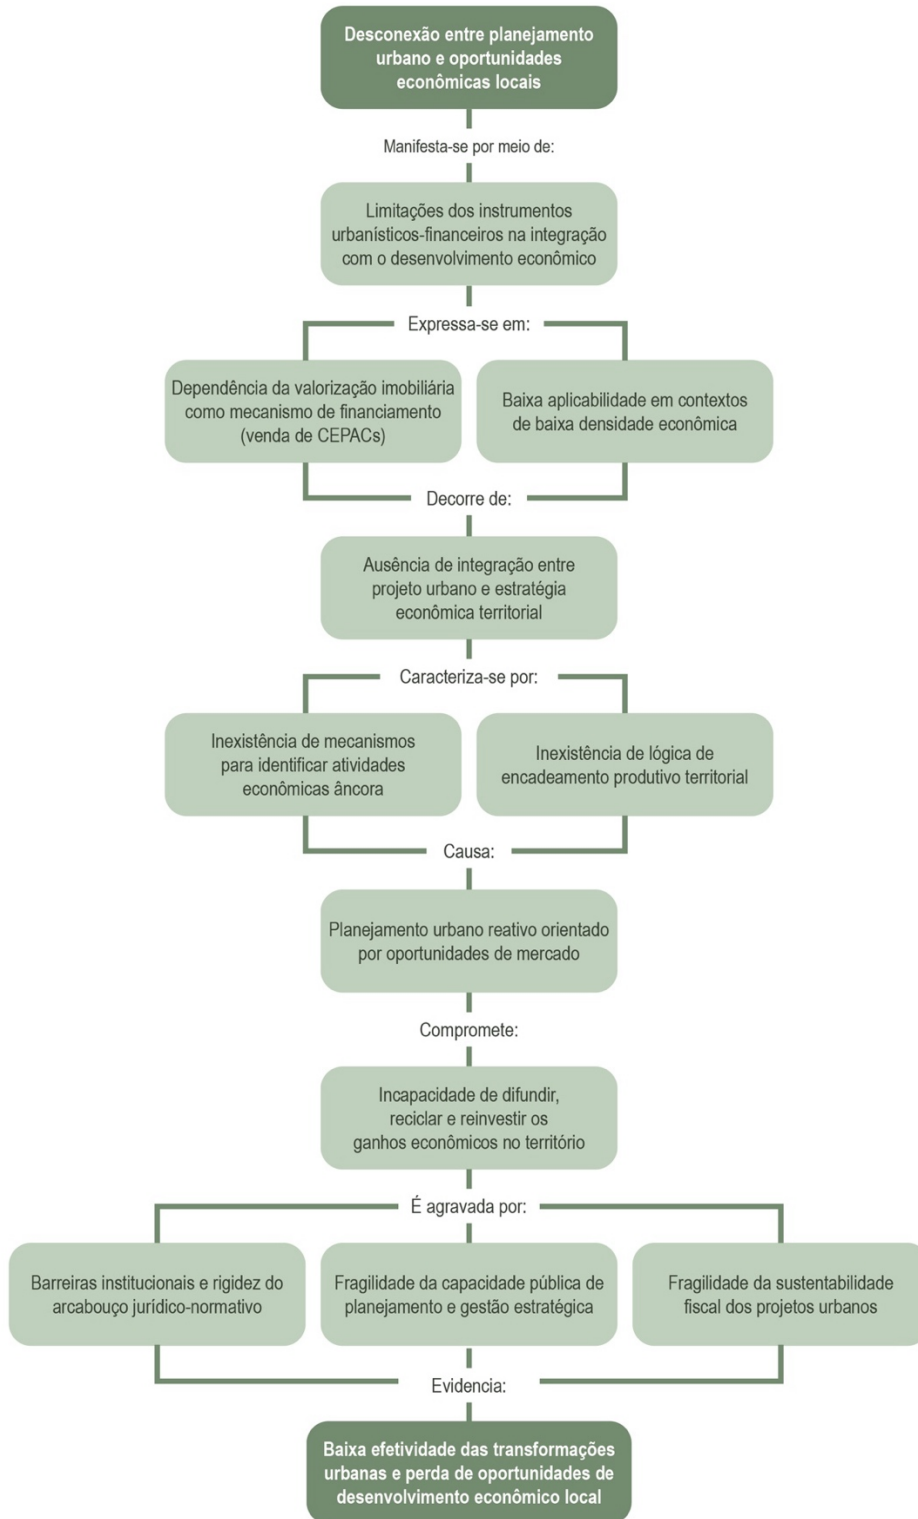 Desconexão entre planejamento
urbano e oportunidades
econômicas locais
Manifesta-se por meio de:
Limitações dos instrumentos
urbanísticos-financeiros na integração
com o desenvolvimento econômico
Expressa-se em:
Dependência da valorização imobiliária
como mecanismo de financiamento
(venda de CEPACs)
Baixa aplicabilidade em contextos
de baixa densidade econômica
Decorre de:
Ausência de integração entre
projeto urbano e estratégia
econômica territorial
Caracteriza-se por:
Inexistência de mecanismos
para identificar atividades
econômicas âncora
Inexistência de lógica de
encadeamento produtivo territorial
Causa:
Planejamento urbano reativo orientado
por oportunidades de mercado
Compromete:
Incapacidade de difundir,
reciclar e reinvestir os
ganhos econômicos no território
É agravada por:
Barreiras institucionais e rigidez do
arcabouço jurídico-normativo
Fragilidade da capacidade pública de
planejamento e gestão estratégica
Fragilidade da sustentabilidade
fiscal dos projetos urbanos
Evidencia:
Baixa efetividade das transformações
urbanas e perda de oportunidades de
desenvolvimento econômico local